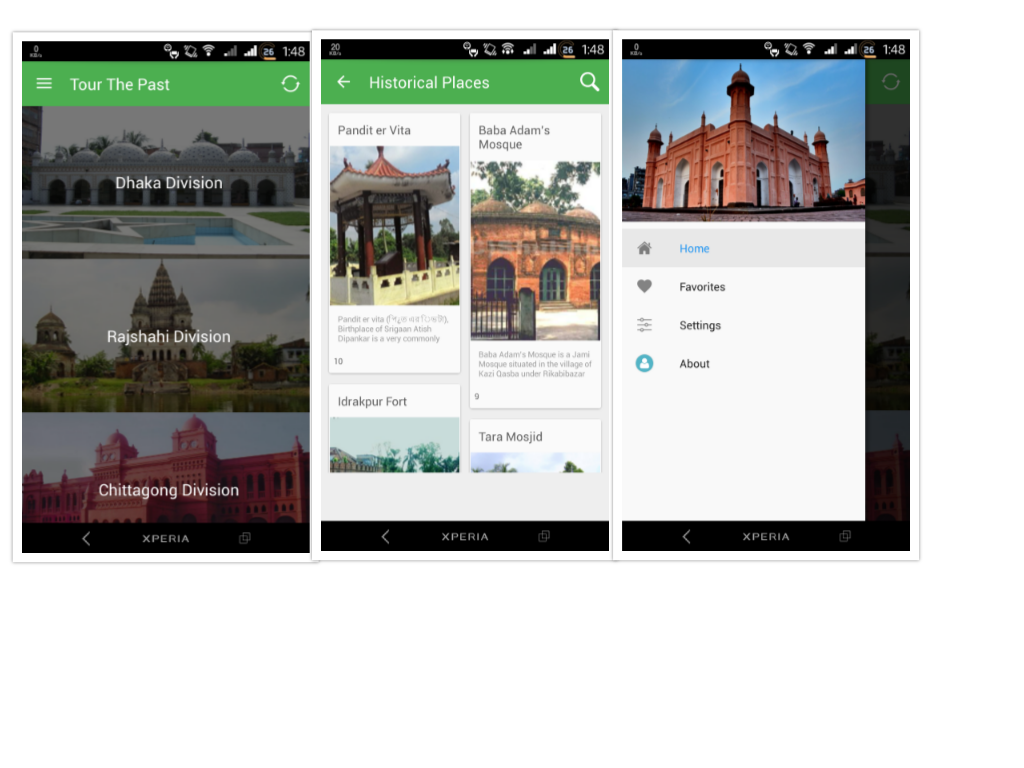 0
KB/s
26
1:48
Tour The Past
Dhaka Division
Rajshahi Division
Chittagong Division
XPERIA
20
KB/s
26
1:48
Historical Places
Pandit er Vita
Pandit er vita
Birthplace of Srigaan Atish
Dipankar is a very commonly
10
Idrakpur Fort
Baba Adam's
Mosque
Baba Adam's Mosque is a Jami
Mosque situated in the village of
Kazi Qasba under Rikabibazar
9
Tara Mosjid
XPERIA
0
KB/s
26
1:48
Home
Favorites
Settings
About
XPERIA